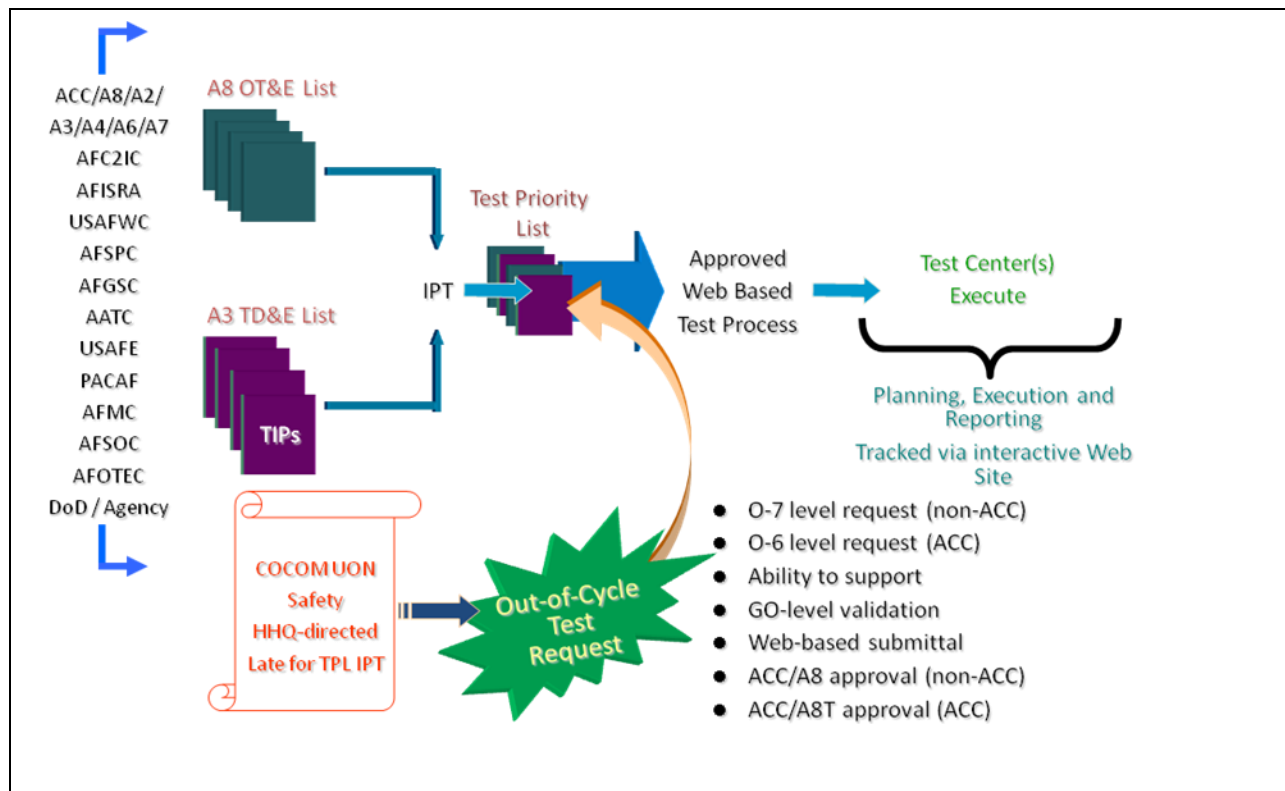 ACC/A8/A2/
A3/A4/A6/A7
AFC2IC
AFISRA
USAFWC
AFSPC
AFGSC
AATC
USAFE
PACAF
AFMC
AFSOC
AFOTEC
DoD / Agency
A8 OT&E List
A3 TD&E List
TIPs
IPT
Test Priority
List
Approved
Web Based
Test Process
Test Center(s)
Execute
Planning, Execution and
Reporting
Tracked via interactive Web
Site
COCOM UON
Safety
HHQ-directed
Late for TPL IPT
Out-of-Cycle
Test
Request
● O-7 level request (non-ACC)
● O-6 level request (ACC)
● Ability to support
● GO-level validation
● Web-based submittal
● ACC/A8 approval (non-ACC)
● ACC/A8T approval (ACC)